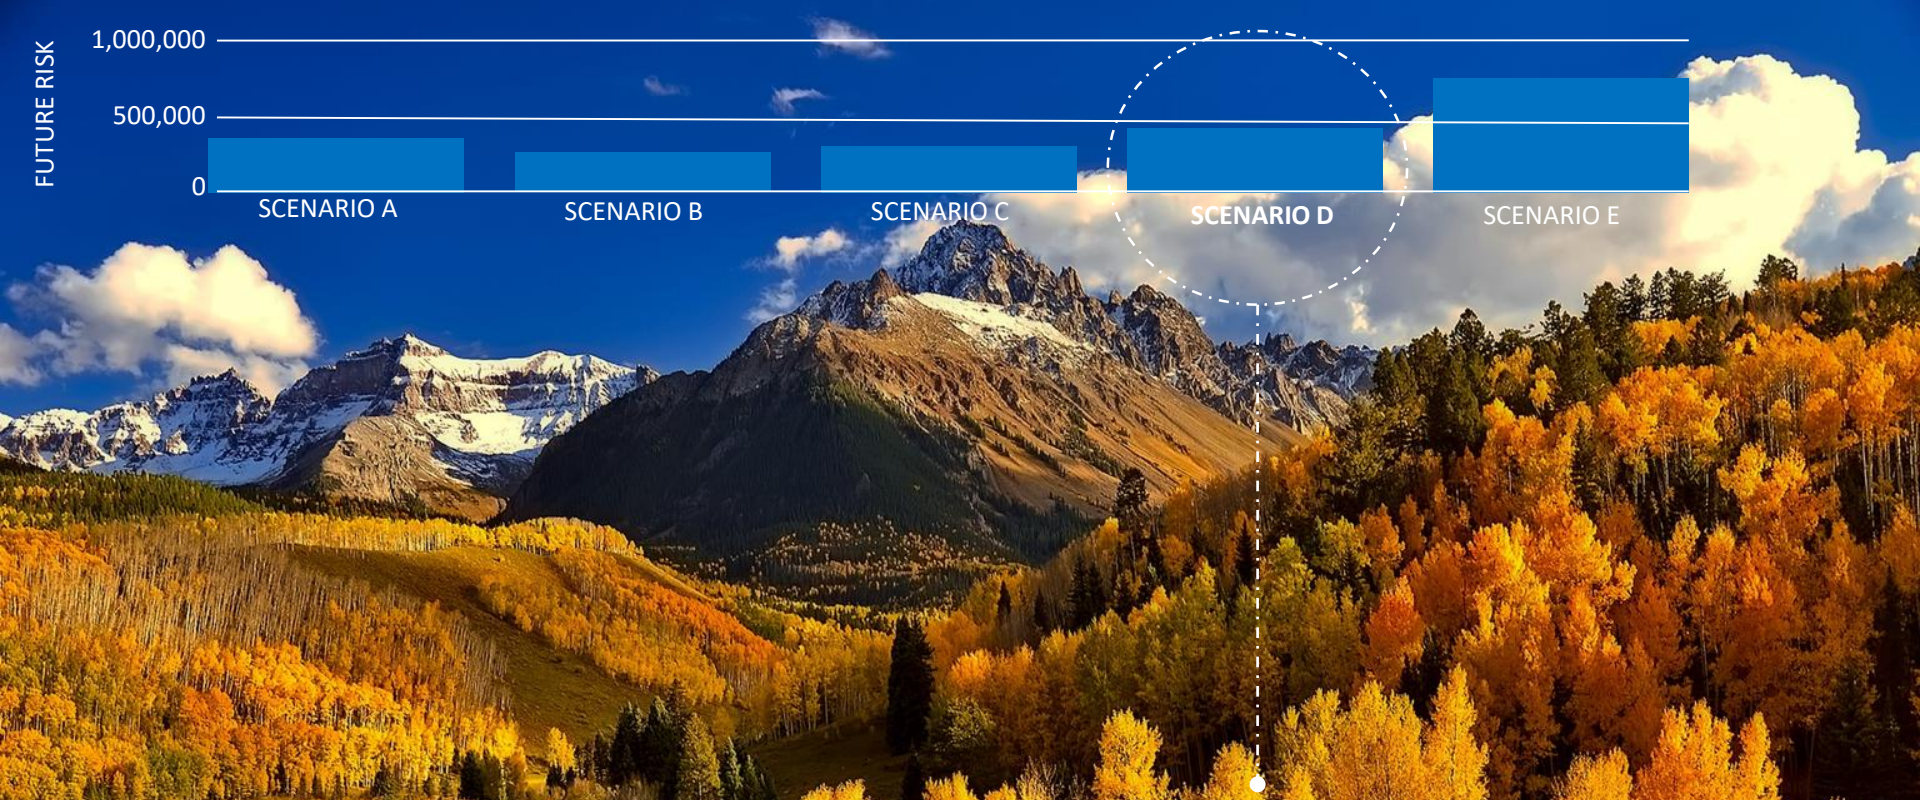 FUTURE RISK
1,000,000
500,000
0
SCENARIO A
SCENARIO B
SCENARIO C
SCENARIO D
SCENARIO E